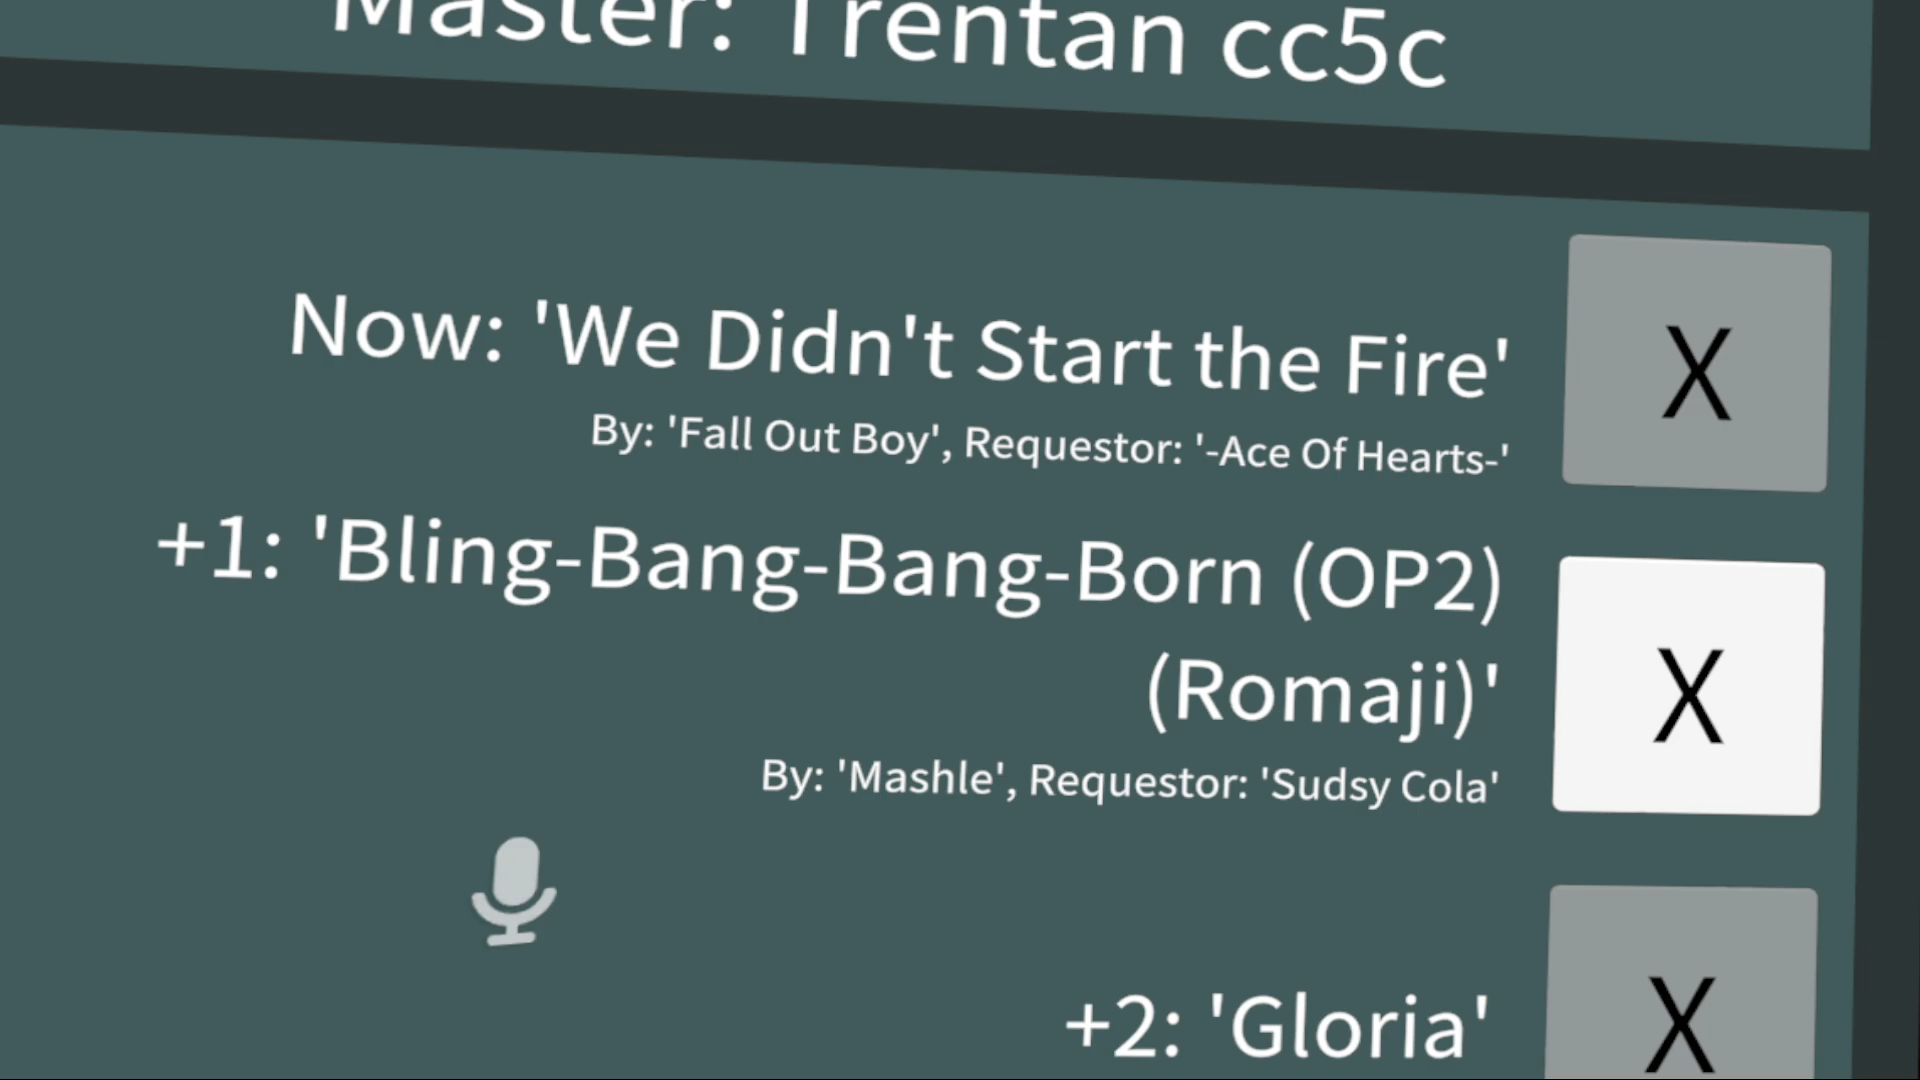 Master: Trentan cc5c
Now: 'We Didn't Start the Fire'
X
By: 'Fall Out Boy', Requestor: '-Ace Of Hearts-'
+1: 'Bling-Bang-Bang-Born (OP2)
(Romaji)'
X
By: 'Mashle', Requestor: 'Sudsy Cola'
+2: 'Gloria'
X